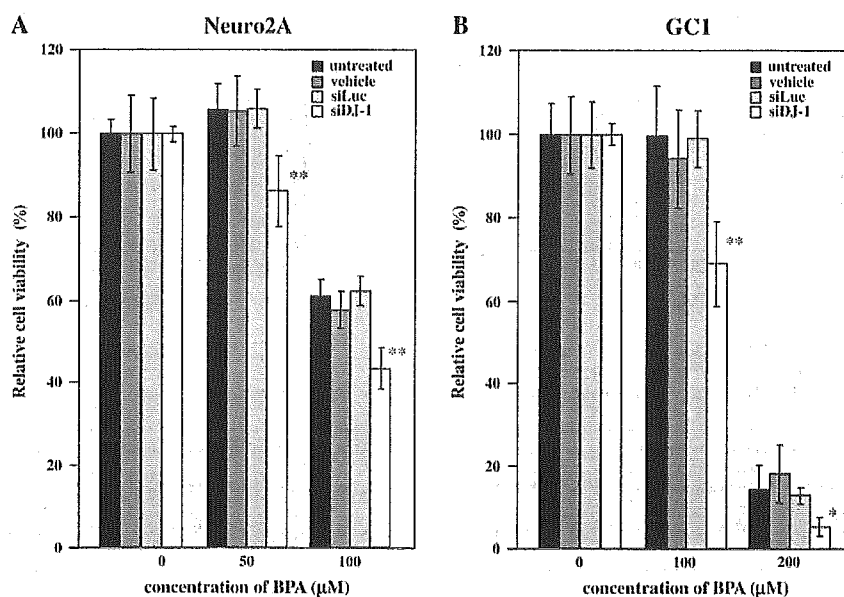 A
Neuro2A
120
100
80
60
40
20
0
Relative cell viability (%)
untreated
vehicle
siLuc
siDJ-1
**
**
0
50
100
concentration of BPA (μM)
B
GC1
120
100
80
60
40
20
0
Relative cell viability (%)
untreated
vehicle
siLuc
siDJ-1
**
*
0
100
200
concentration of BPA (μM)